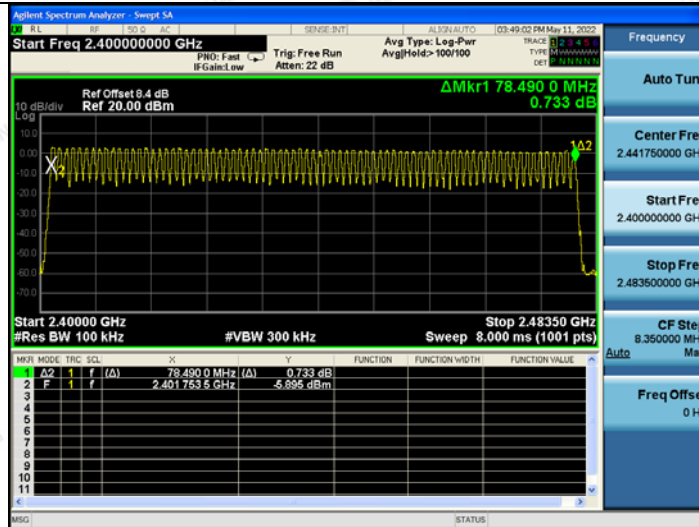 Agilent Spectrum Analyzer - Swept SA
RL RF 50 Ω AC SENSE:INT ALIGN AUTO 03:49:02 PM May 11, 2022
Start Freq 2.400000000 GHz
PNO: Fast
IFGain:Low
Trig: Free Run
Atten: 22 dB
Avg Type: Log-Pwr
Avg|Hold:> 100/100
TRACE 1 2 3 4 5 6
TYPE M
DET P N N N N N
Frequency
ΔMkr1 78.490 0 MHz
0.733 dB
Ref Offset 8.4 dB
10 dB/div Ref 20.00 dBm
Log
10.0
0.00
-10.0
-20.0
-30.0
-40.0
-50.0
-60.0
-70.0
1Δ2
X2
Start 2.40000 GHz Stop 2.48350 GHz
#Res BW 100 kHz #VBW 300 kHz Sweep 8.000 ms (1001 pts)
MKR MODE TRC SCL X Y FUNCTION FUNCTION WIDTH FUNCTION VALUE
1 Δ2 1 f (Δ) 78.490 0 MHz (Δ) 0.733 dB
2 F 1 f 2.401 753 5 GHz -5.895 dBm
3
4
5
6
7
8
9
10
11
MSG STATUS
Auto Tun
Center Fre
2.441750000 GH
Start Fre
2.400000000 GH
Stop Fre
2.483500000 GH
CF Ste
8.350000 MH
Auto Ma
Freq Offse
0 H